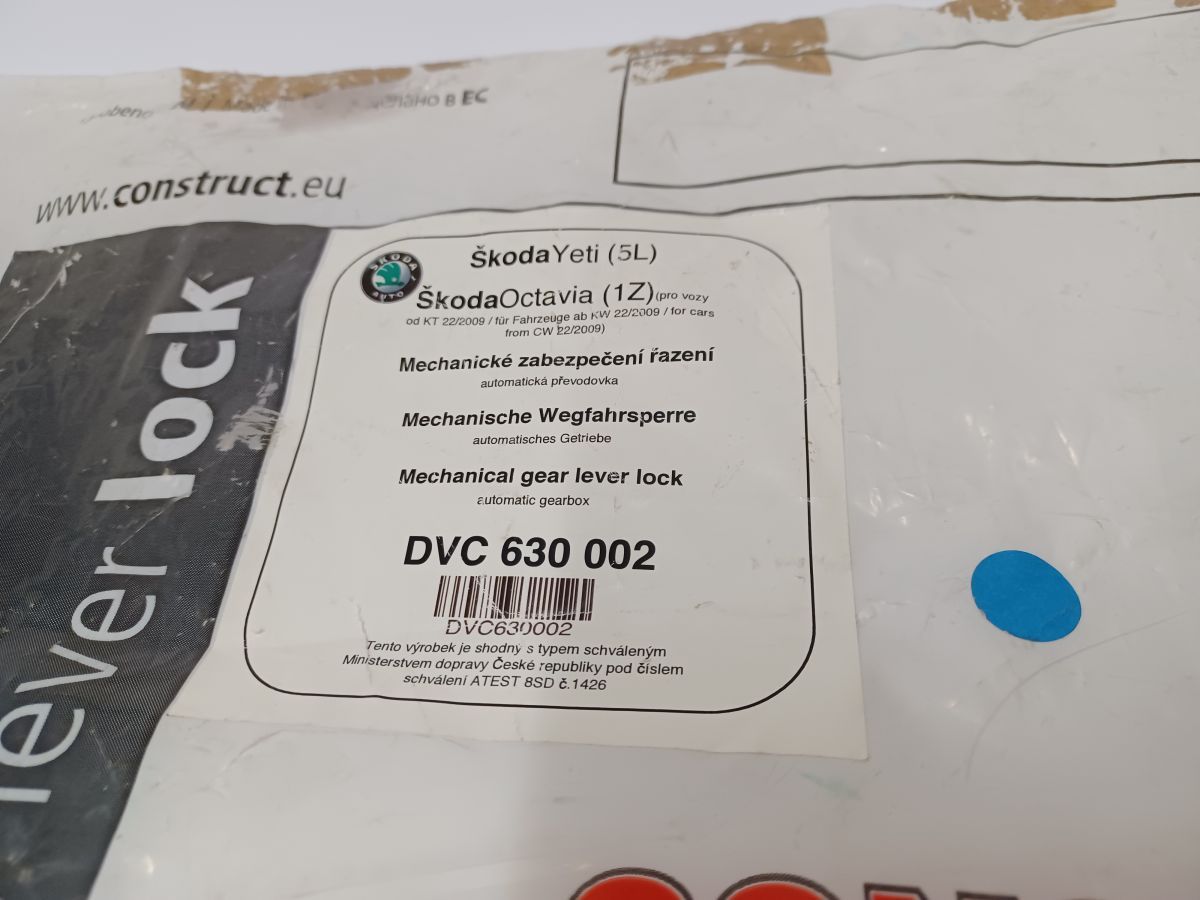 в EC
www.construct.eu
lever lock
ŠKODA
AUTO
ŠkodaYeti (5L)
ŠkodaOctavia (1Z)(pro vozy
od KT 22/2009 / für Fahrzeuge ab KW 22/2009 / for cars
from CW 22/2009)
Mechanické zabezpečení řazení
automatická převodovka
Mechanische Wegfahrsperre
automatisches Getriebe
Mechanical gear lever lock
automatic gearbox
DVC 630 002
DVC630002
Tento výrobek je shodný s typem schváleným
Ministerstvem dopravy České republiky pod číslem
schválení ATEST 8SD č.1426